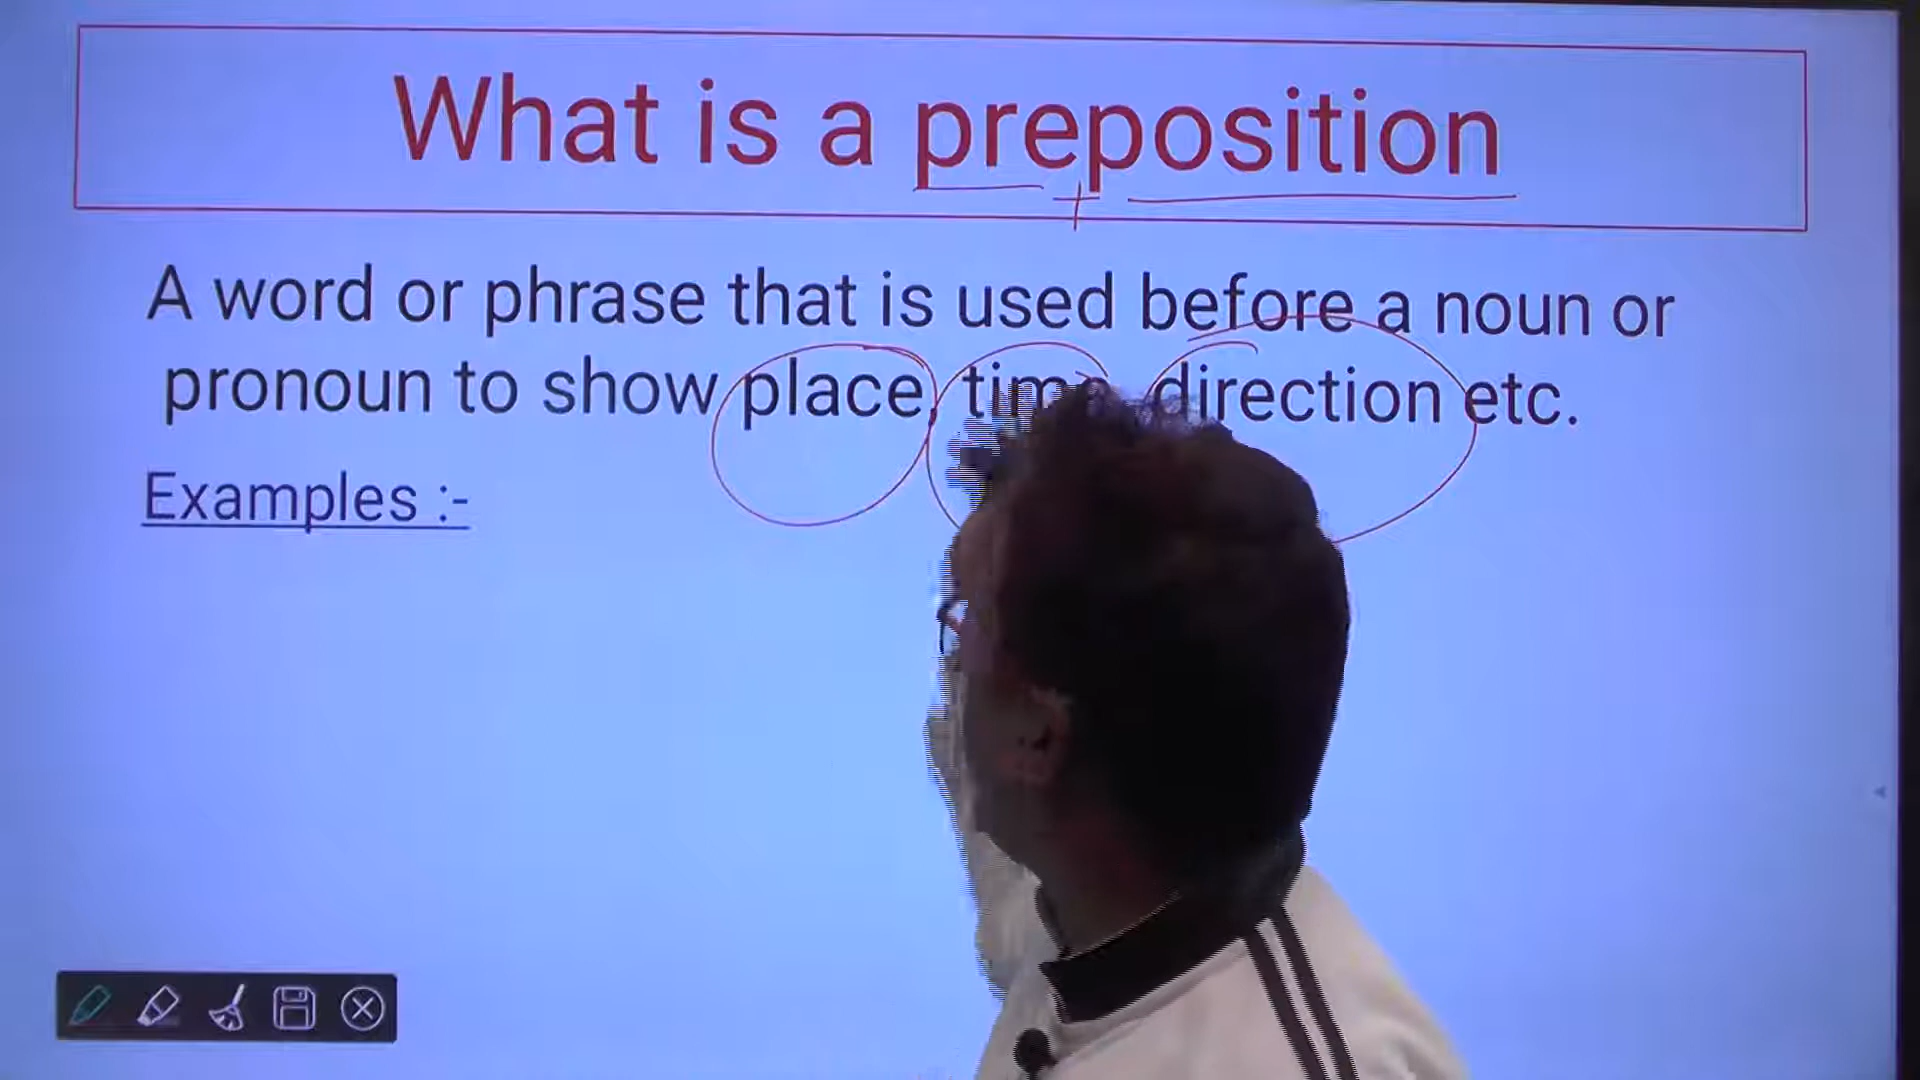 What is a preposition
+
A word or phrase that is used before a noun or
pronoun to show place, time direction etc.
Examples :-